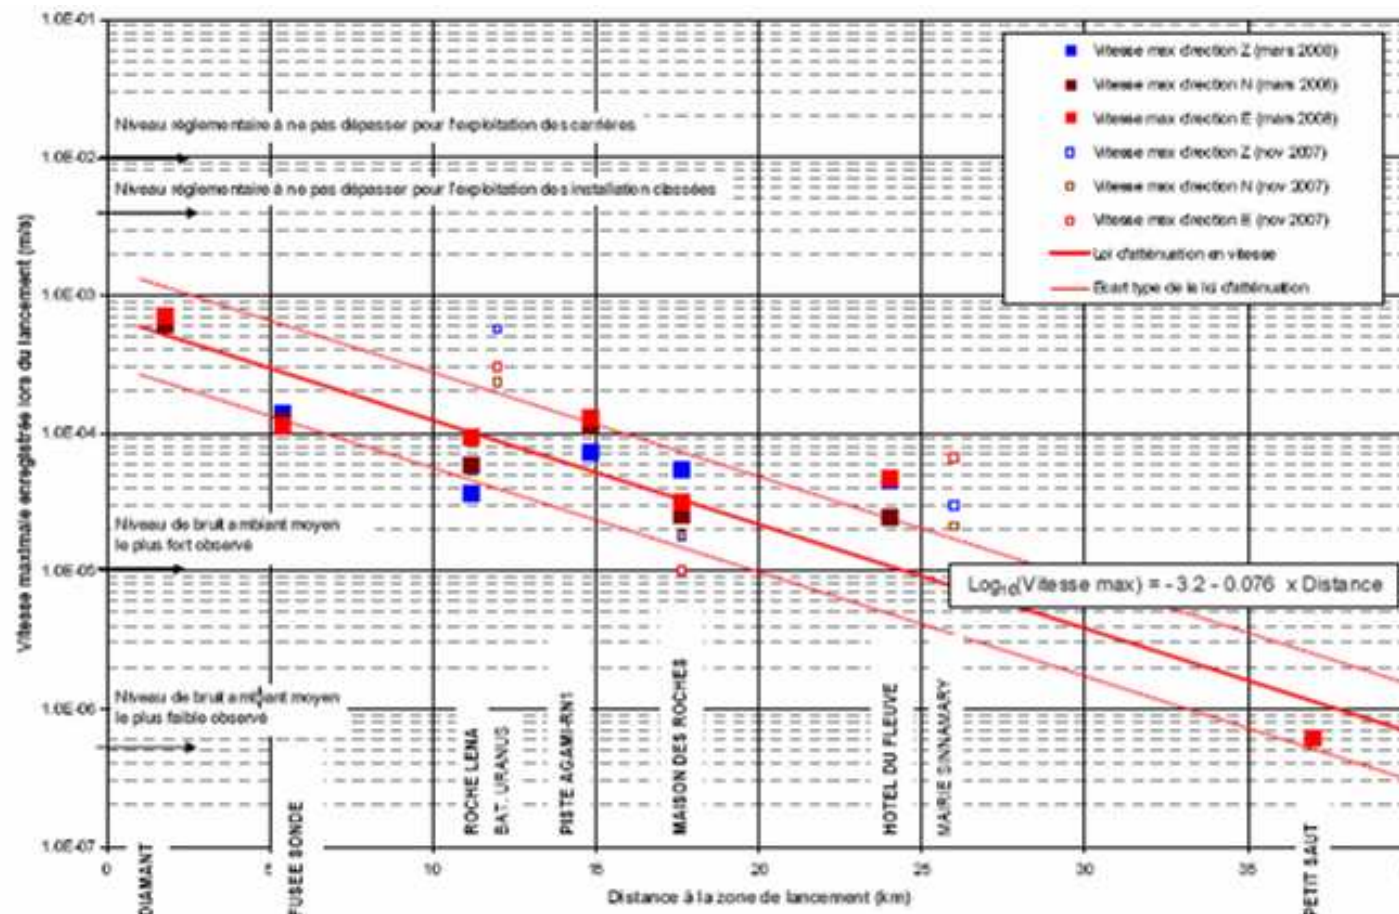 1.0E-01
1.0E-02
1.0E-03
1.0E-04
1.0E-05
1.0E-06
1.0E-07
Vitesse maximale enregistrée lors du lancement (m/s)
Vitesse max direction Z (mars 2008)
Vitesse max direction N (mars 2008)
Vitesse max direction E (mars 2008)
Vitesse max direction Z (nov 2007)
Vitesse max direction N (nov 2007)
Vitesse max direction E (nov 2007)
Loi d'atténuation en vitesse
Ecart type de la loi d'atténuation
Niveau réglementaire à ne pas dépasser pour l'exploitation des carrières
Niveau réglementaire à ne pas dépasser pour l'exploitation des installation classées
Niveau de bruit ambiant moyen
le plus fort observé
Log₁₀(Vitesse max) = -3.2 - 0.076 x Distance
Niveau de bruit ambiant moyen
le plus faible observé
DIAMANT
FUSEE SONDE
ROCHE LENA
BAT. URANUS
PISTE AGAMI-RN1
MAISON DES ROCHES
HOTEL DU FLEUVE
MAIRIE SINNAMARY
PETIT SAUT
0 5 10 15 20 25 30 35
Distance à la zone de lancement (km)